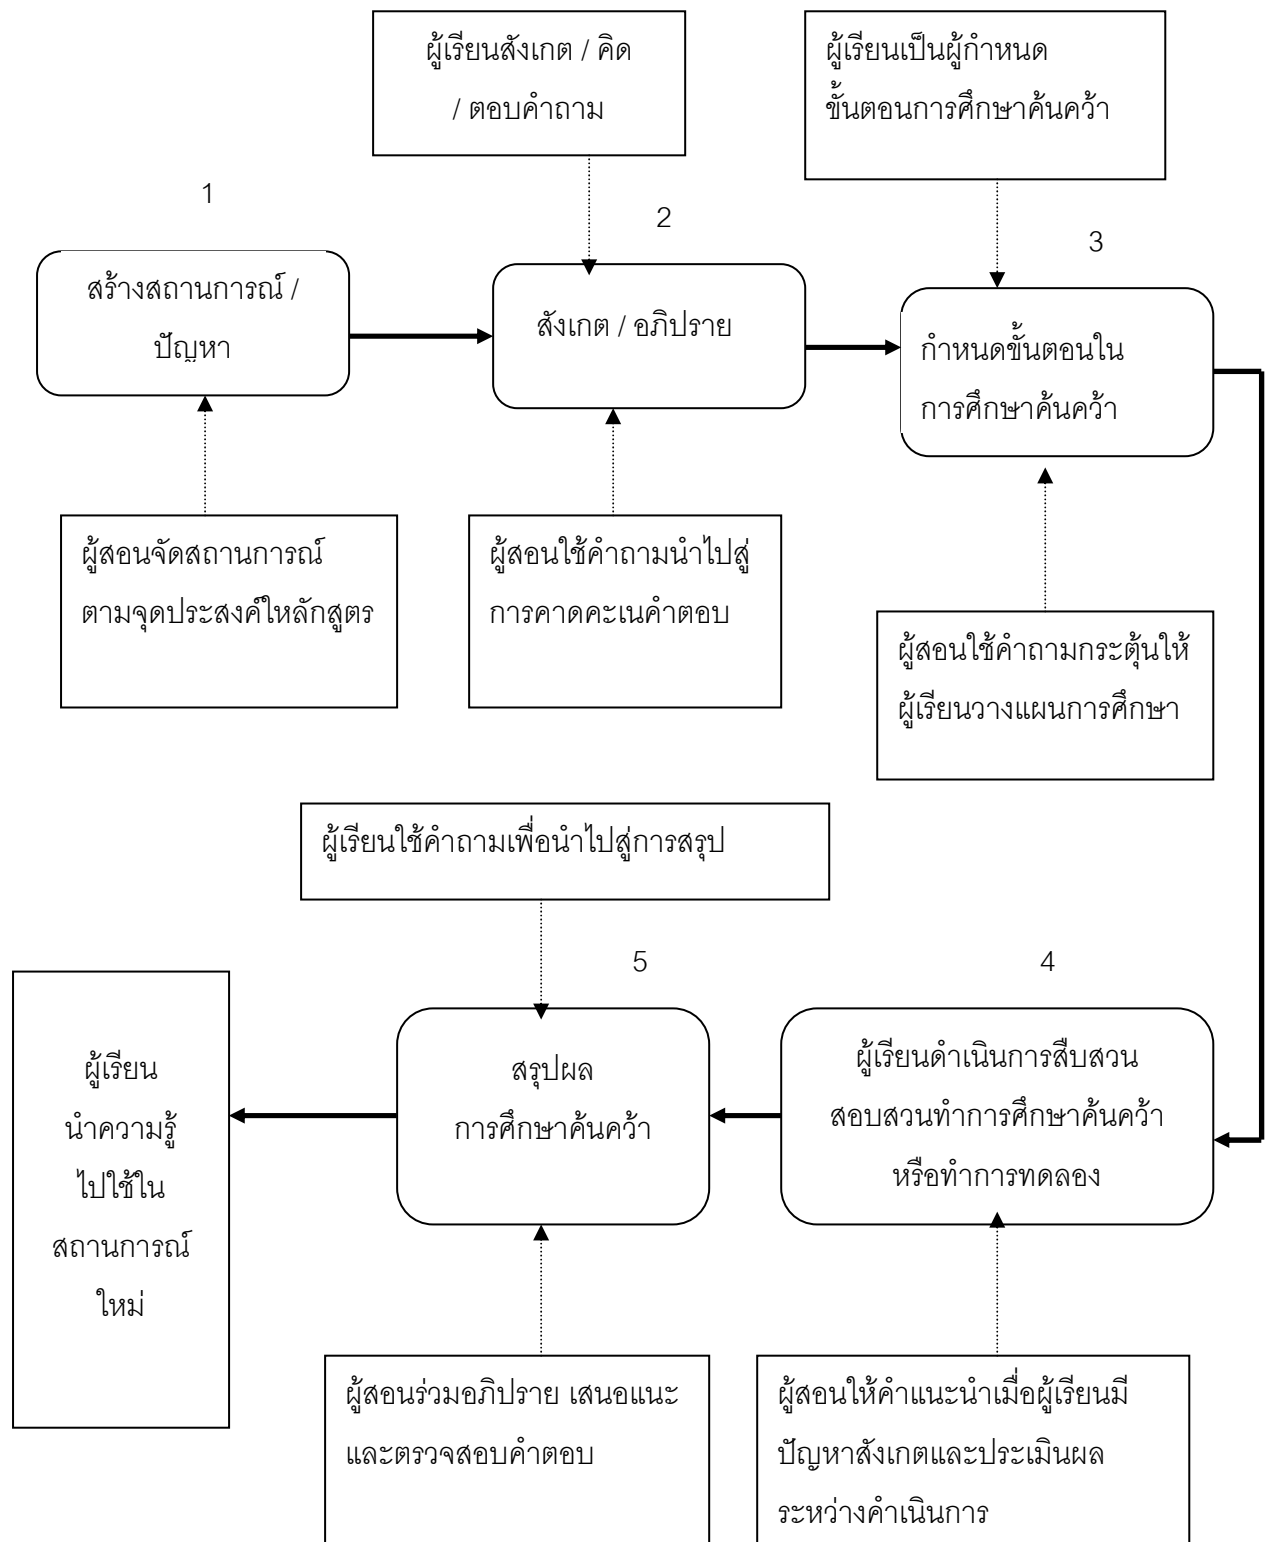 ผู้เรียนสังเกต / คิด
/ ตอบคำถาม
ผู้เรียนเป็นผู้กำหนด
ขั้นตอนการศึกษาค้นคว้า
1
2
3
สร้างสถานการณ์ /
ปัญหา
สังเกต / อภิปราย
กำหนดขั้นตอนใน
การศึกษาค้นคว้า
ผู้สอนจัดสถานการณ์
ตามจุดประสงค์ใหลักสูตร
ผู้สอนใช้คำถามนำไปสู่
การคาดคะเนคำตอบ
ผู้สอนใช้คำถามกระตุ้นให้
ผู้เรียนวางแผนการศึกษา
ผู้เรียนใช้คำถามเพื่อนำไปสู่การสรุป
5
4
ผู้เรียน
นำความรู้
ไปใช้ใน
สถานการณ์
ใหม่
สรุปผล
การศึกษาค้นคว้า
ผู้เรียนดำเนินการสืบสวน
สอบสวนทำการศึกษาค้นคว้า
หรือทำการทดลอง
ผู้สอนร่วมอภิปราย เสนอแนะ
และตรวจสอบคำตอบ
ผู้สอนให้คำแนะนำเมื่อผู้เรียนมี
ปัญหาสังเกตและประเมินผล
ระหว่างคำเนินการ